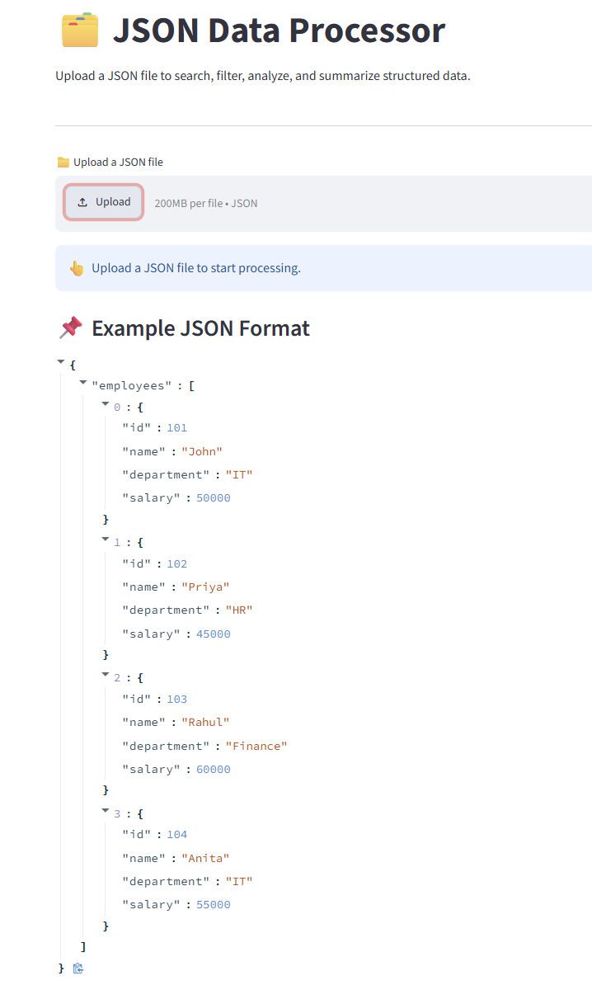 JSON Data Processor
Upload a JSON file to search, filter, analyze, and summarize structured data.
Upload a JSON file
Upload 200MB per file • JSON
Upload a JSON file to start processing.
Example JSON Format
{
"employees" : [
0 : {
"id" : 101
"name" : "John"
"department" : "IT"
"salary" : 50000
}
1 : {
"id" : 102
"name" : "Priya"
"department" : "HR"
"salary" : 45000
}
2 : {
"id" : 103
"name" : "Rahul"
"department" : "Finance"
"salary" : 60000
}
3 : {
"id" : 104
"name" : "Anita"
"department" : "IT"
"salary" : 55000
}
]
}